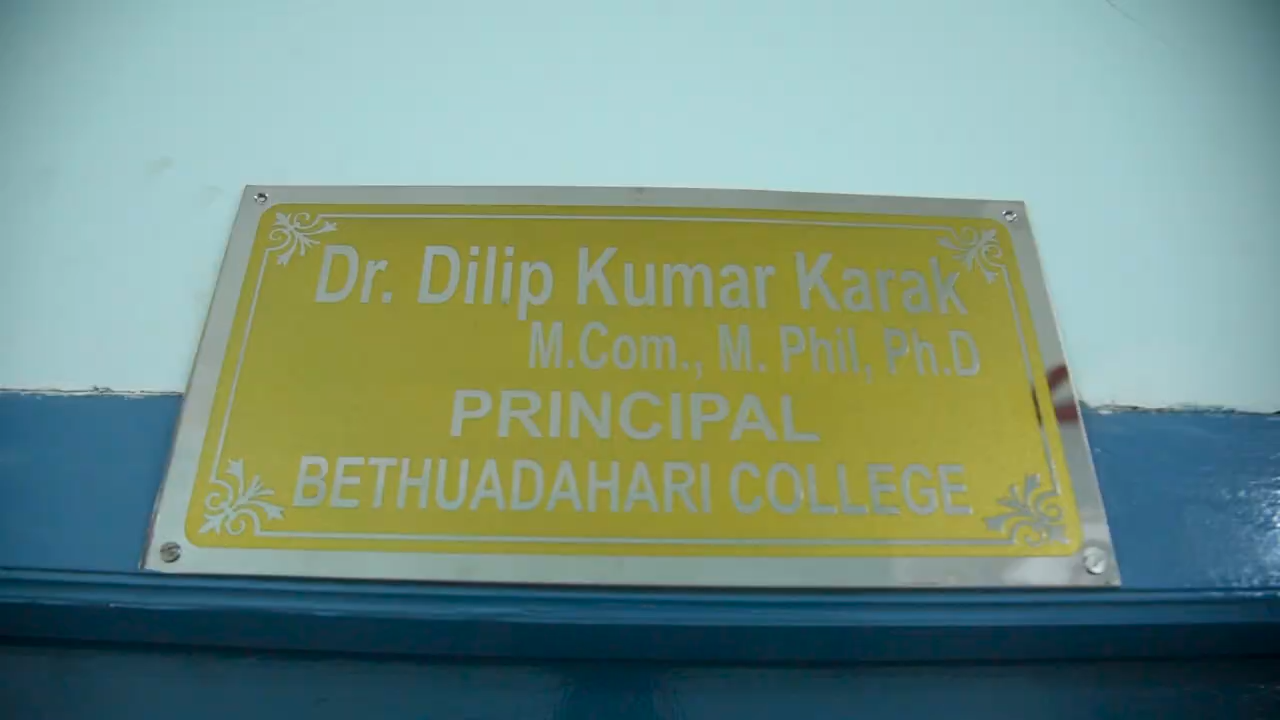 Dr. Dilip Kumar Karak
M.Com., M. Phil, Ph.D
PRINCIPAL
BETHUADAHARI COLLEGE